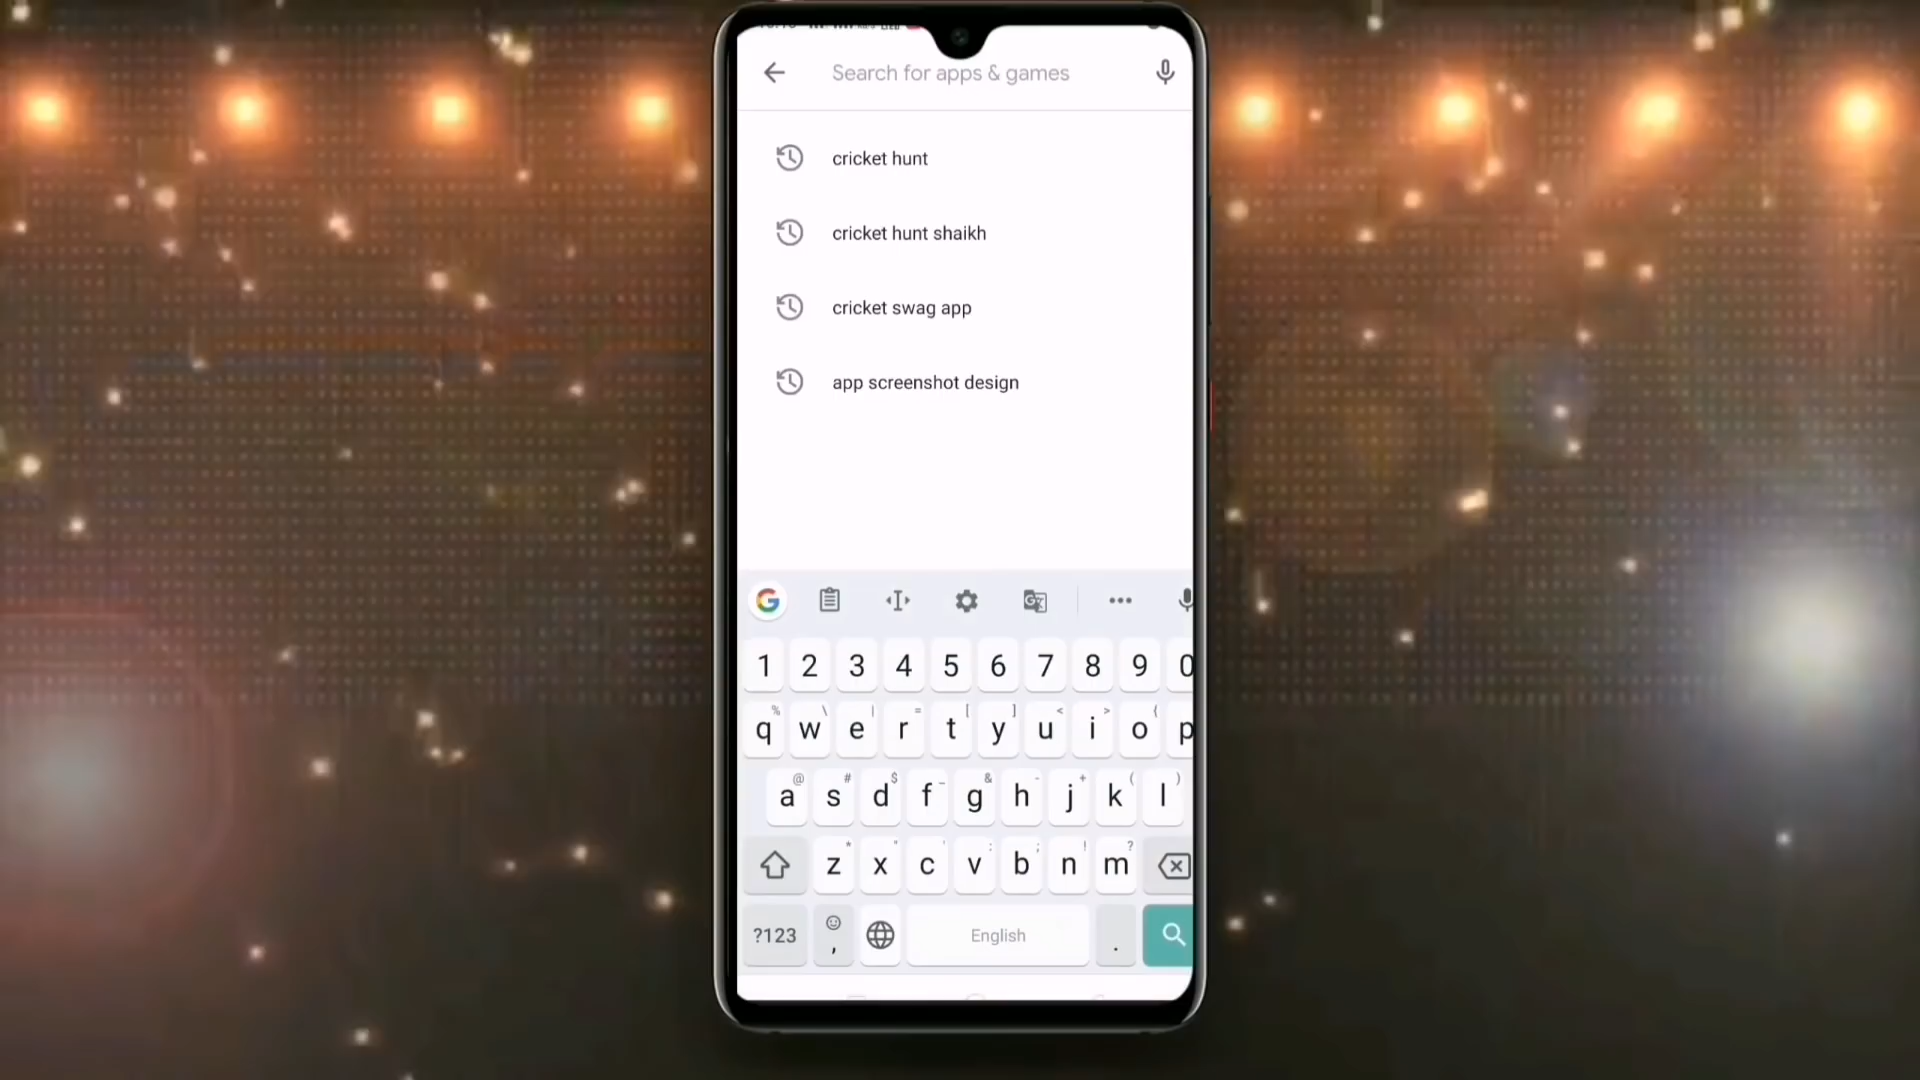 Search for apps & games
cricket hunt
cricket hunt shaikh
cricket swag app
app screenshot design
G
1 2 3 4 5 6 7 8 9 0
% \ | = [ ] < > {
q w e r t y u i o p
@ # $ _ & - + ( )
a s d f g h j k l
* " ' : ; ! ?
z x c v b n m
?123 , English .